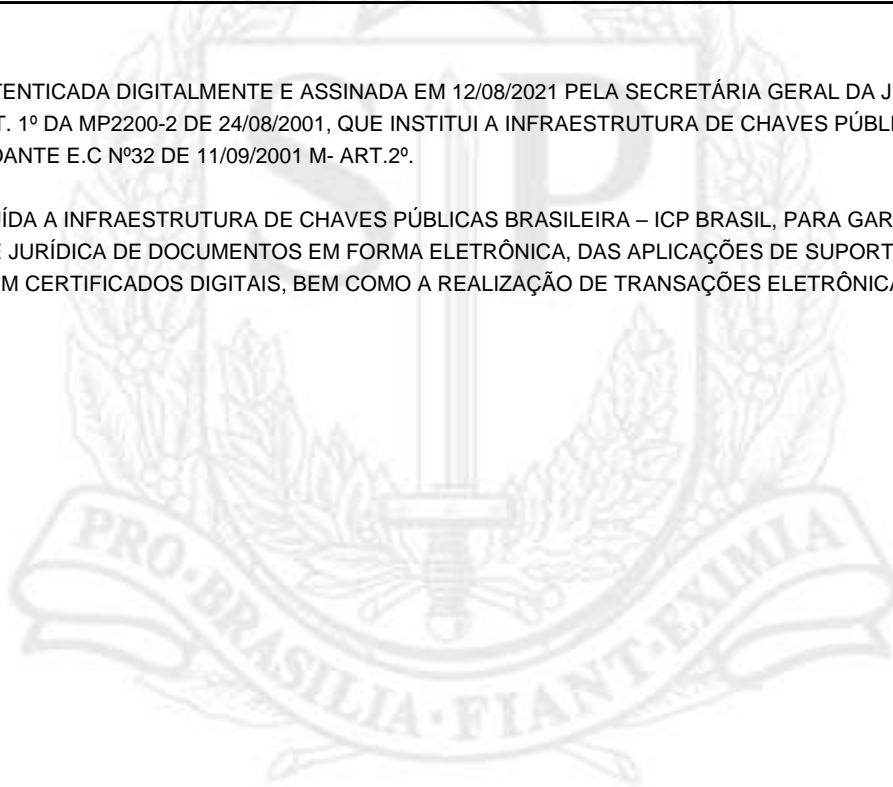 TENTICADA DIGITALMENTE E ASSINADA EM 12/08/2021 PELA SECRETÁRIA GERAL DA J
T. 1º DA MP2200-2 DE 24/08/2001, QUE INSTITUI A INFRAESTRUTURA DE CHAVES PÚBL
DANTE E.C Nº32 DE 11/09/2001 M- ART.2º.
ÍDA A INFRAESTRUTURA DE CHAVES PÚBLICAS BRASILEIRA – ICP BRASIL, PARA GAR
E JURÍDICA DE DOCUMENTOS EM FORMA ELETRÔNICA, DAS APLICAÇÕES DE SUPORT
M CERTIFICADOS DIGITAIS, BEM COMO A REALIZAÇÃO DE TRANSAÇÕES ELETRÔNICA
S P
PRO·BRASILIA·FIANT·EXIMIA